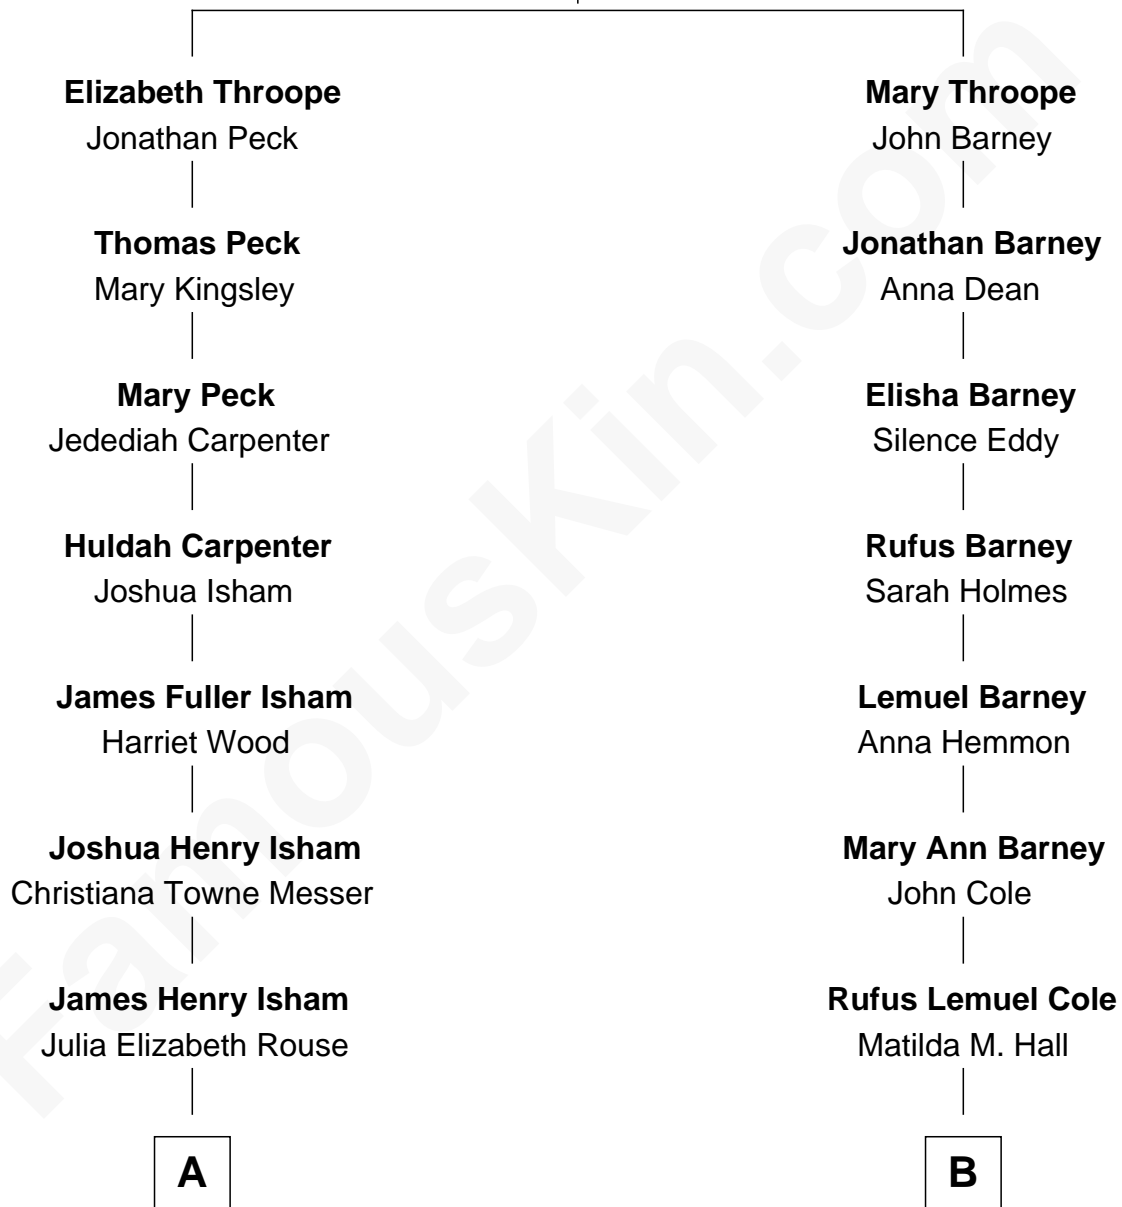 Elizabeth Throope
Jonathan Peck
Thomas Peck
Mary Kingsley
Mary Peck
Jedediah Carpenter
Huldah Carpenter
Joshua Isham
James Fuller Isham
Harriet Wood
Joshua Henry Isham
Christiana Towne Messer
James Henry Isham
Julia Elizabeth Rouse
A
Mary Throope
John Barney
Jonathan Barney
Anna Dean
Elisha Barney
Silence Eddy
Rufus Barney
Sarah Holmes
Lemuel Barney
Anna Hemmon
Mary Ann Barney
John Cole
Rufus Lemuel Cole
Matilda M. Hall
B
FamousKin.com